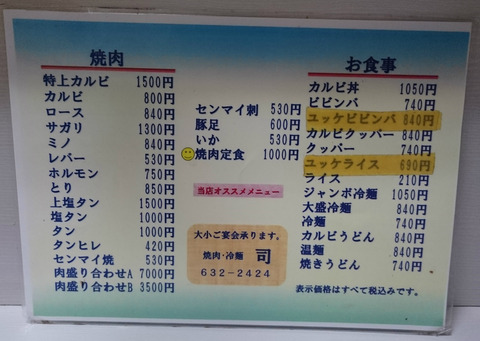 焼肉
特上カルビ 1500円
カルビ 800円
ロース 840円
サガリ 1300円
ミノ 840円
レバー 530円
ホルモン 750円
とり 850円
上塩タン 1500円
塩タン 1000円
タン 1000円
タンヒレ 420円
センマイ焼 530円
肉盛り合わせA 7000円
肉盛り合わせB 3500円
センマイ刺 530円
豚足 600円
いか 530円
焼肉定食 1000円
当店オススメメニュー
大小ご宴会承ります。
焼肉・冷麺 司
632-2424
お食事
カルビ丼 1050円
ビビンバ 740円
ユッケビビンバ 840円
カルビクッパー 840円
クッパー 740円
ユッケライス 690円
ライス 210円
ジャンボ冷麺 1050円
大盛冷麺 840円
冷麺 740円
カルビうどん 840円
温麺 840円
焼きうどん 740円
表示価格はすべて税込みです。